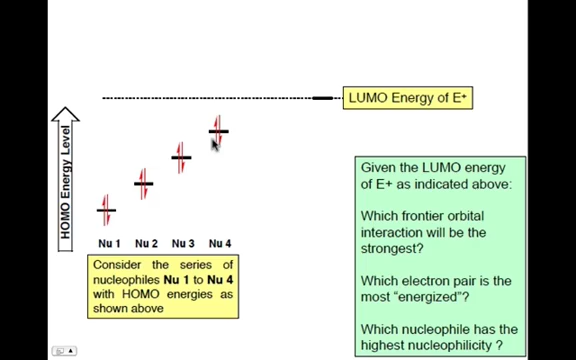 LUMO Energy of E+
HOMO Energy Level
Nu 1 Nu 2 Nu 3 Nu 4
Consider the series of
nucleophiles Nu 1 to Nu 4
with HOMO energies as
shown above
Given the LUMO energy
of E+ as indicated above:
Which frontier orbital
interaction will be the
strongest?
Which electron pair is the
most “energized”?
Which nucleophile has the
highest nucleophilicity ?